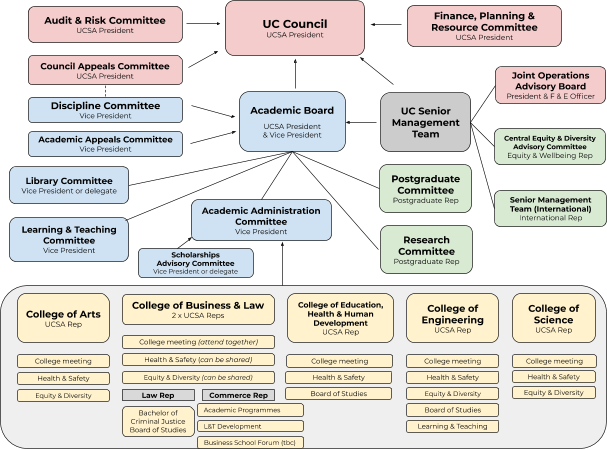 Audit & Risk Committee
UCSA President
UC Council
UCSA President
Finance, Planning &
Resource Committee
UCSA President
Council Appeals Committee
UCSA President
Discipline Committee
Vice President
Academic Appeals Committee
Vice President
Academic Board
UCSA President
& Vice President
UC Senior
Management
Team
Joint Operations
Advisory Board
President & F & E Officer
Central Equity & Diversity
Advisory Committee
Equity & Wellbeing Rep
Senior Management
Team (International)
International Rep
Library Committee
Vice President or delegate
Learning & Teaching
Committee
Vice President
Academic Administration
Committee
Vice President
Scholarships
Advisory Committee
Vice President or delegate
Postgraduate
Committee
Postgraduate Rep
Research
Committee
Postgraduate Rep
College of Arts
UCSA Rep
College meeting
Health & Safety
Equity & Diversity
College of Business & Law
2 x UCSA Reps
College meeting (attend together)
Health & Safety (can be shared)
Equity & Diversity (can be shared)
Law Rep
Bachelor of
Criminal Justice
Board of Studies
Commerce Rep
Academic Programmes
L&T Development
Business School Forum (tbc)
College of Education,
Health & Human
Development
UCSA Rep
College meeting
Health & Safety
Board of Studies
College of
Engineering
UCSA Rep
College meeting
Health & Safety
Equity & Diversity
Board of Studies
Learning & Teaching
College of
Science
UCSA Rep
College meeting
Health & Safety
Equity & Diversity